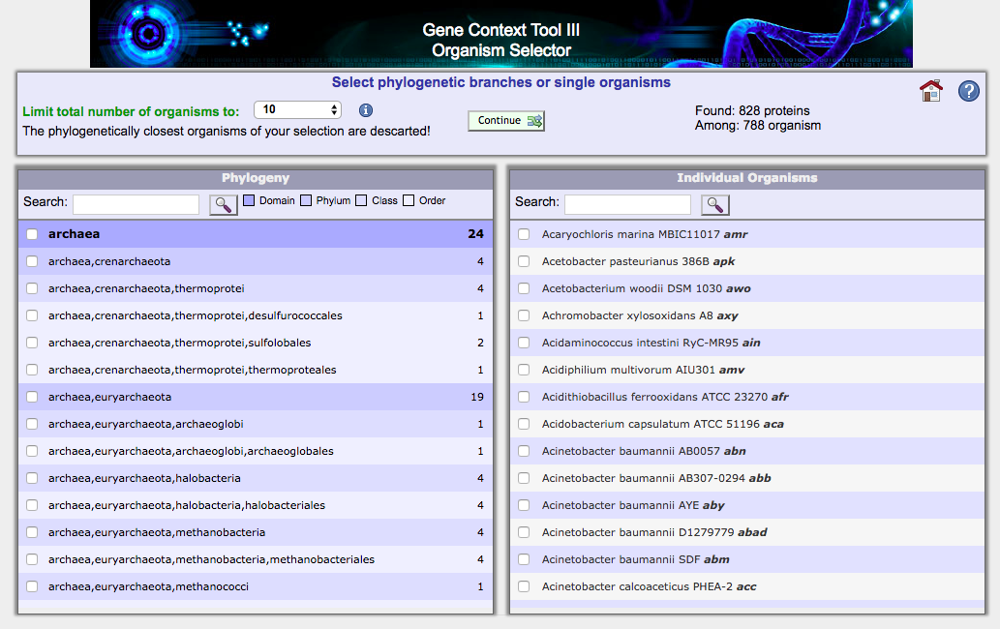 Gene Context Tool III
Organism Selector
Select phylogenetic branches or single organisms
Limit total number of organisms to: 10
The phylogenetically closest organisms of your selection are descarted!
Continue
Found: 828 proteins
Among: 788 organism
Phylogeny
Search: Domain Phylum Class Order
archaea 24
archaea,crenarchaeota 4
archaea,crenarchaeota,thermoprotei 4
archaea,crenarchaeota,thermoprotei,desulfurococcales 1
archaea,crenarchaeota,thermoprotei,sulfolobales 2
archaea,crenarchaeota,thermoprotei,thermoproteales 1
archaea,euryarchaeota 19
archaea,euryarchaeota,archaeoglobi 1
archaea,euryarchaeota,archaeoglobi,archaeoglobales 1
archaea,euryarchaeota,halobacteria 4
archaea,euryarchaeota,halobacteria,halobacteriales 4
archaea,euryarchaeota,methanobacteria 4
archaea,euryarchaeota,methanobacteria,methanobacteriales 4
archaea,euryarchaeota,methanococci 1
Individual Organisms
Search:
Acaryochloris marina MBIC11017 amr
Acetobacter pasteurianus 386B apk
Acetobacterium woodii DSM 1030 awo
Achromobacter xylosoxidans A8 axy
Acidaminococcus intestini RyC-MR95 ain
Acidiphilium multivorum AIU301 amv
Acidithiobacillus ferrooxidans ATCC 23270 afr
Acidobacterium capsulatum ATCC 51196 aca
Acinetobacter baumannii AB0057 abn
Acinetobacter baumannii AB307-0294 abb
Acinetobacter baumannii AYE aby
Acinetobacter baumannii D1279779 abad
Acinetobacter baumannii SDF abm
Acinetobacter calcoaceticus PHEA-2 acc